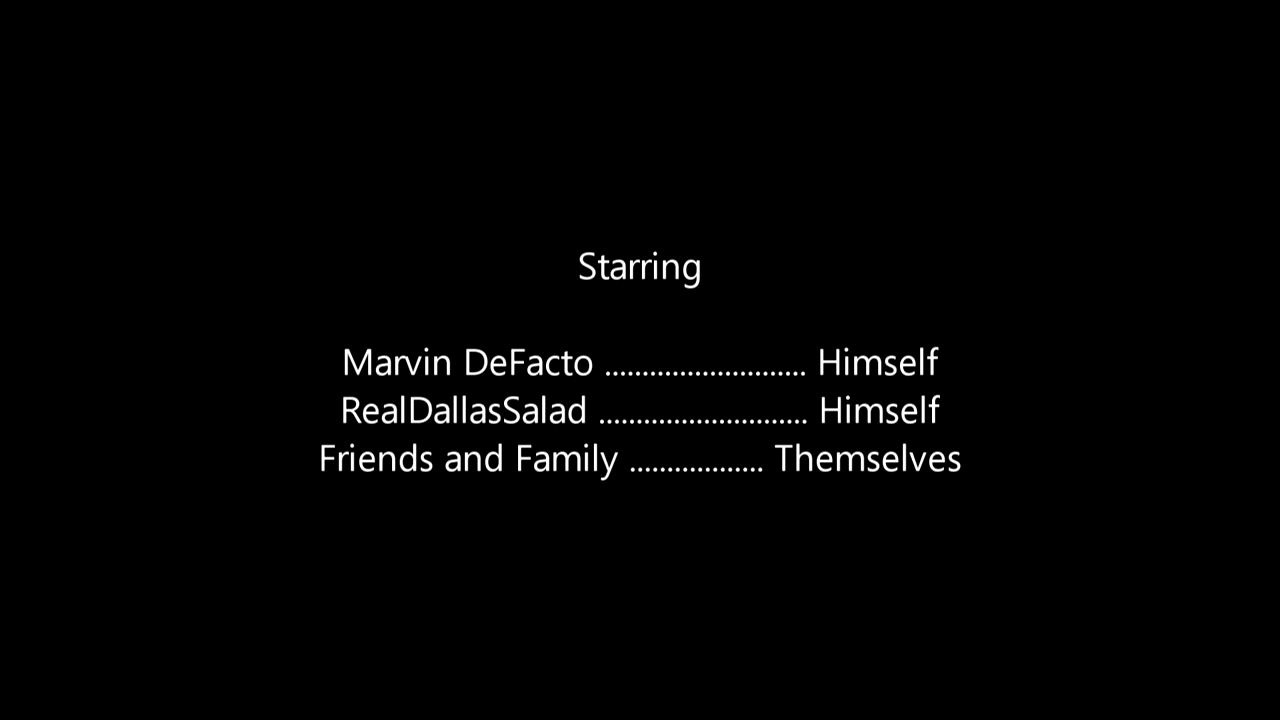 Starring
Marvin DeFacto ........................... Himself
RealDallasSalad ............................ Himself
Friends and Family .................. Themselves